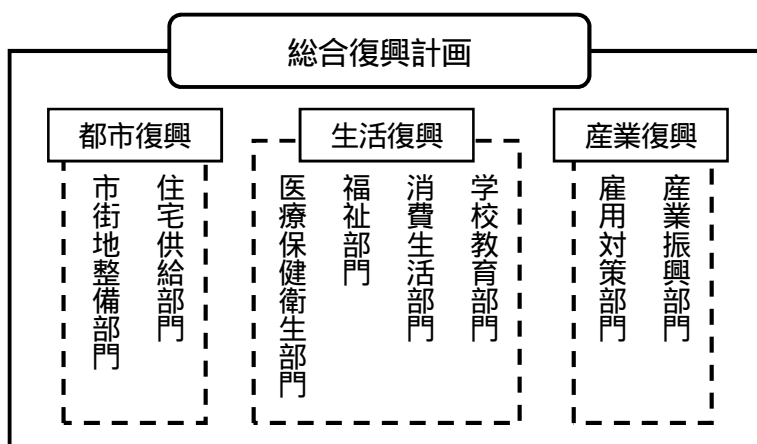 総合復興計画
都市復興
市街地整備部門
住宅供給部門
生活復興
医療保健衛生部門
福祉部門
消費生活部門
学校教育部門
産業復興
雇用対策部門
産業振興部門